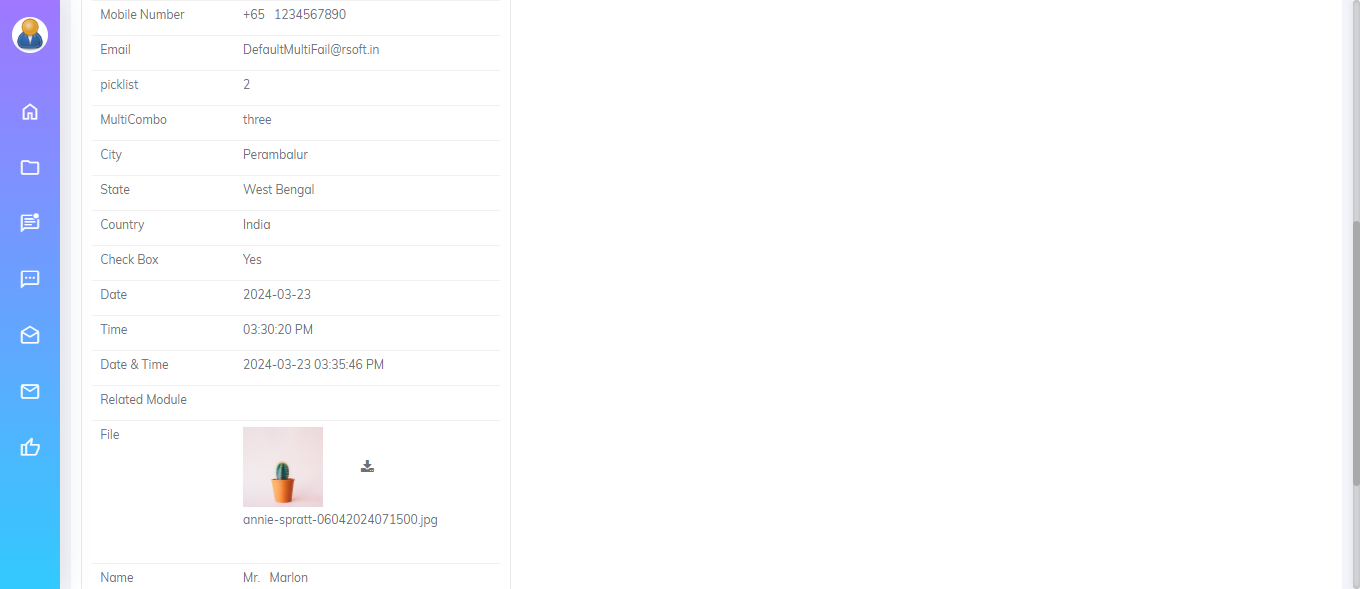 Mobile Number +65 1234567890
Email DefaultMultiFail@rsoft.in
picklist 2
MultiCombo three
City Perambalur
State West Bengal
Country India
Check Box Yes
Date 2024-03-23
Time 03:30:20 PM
Date & Time 2024-03-23 03:35:46 PM
Related Module
File
annie-spratt-06042024071500.jpg
Name Mr. Marlon